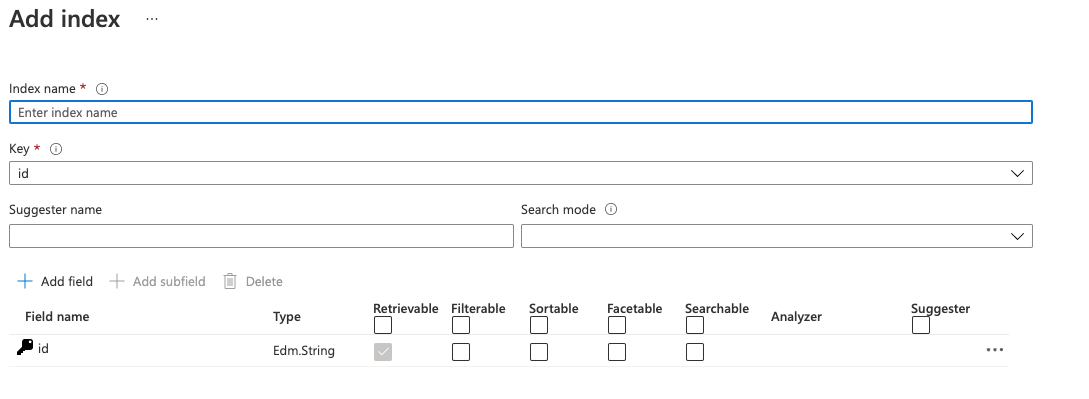 Add index ...
Index name *
Enter index name
Key *
id
Suggester name Search mode
Add field Add subfield Delete
Field name Type Retrievable Filterable Sortable Facetable Searchable Analyzer Suggester
id Edm.String ...